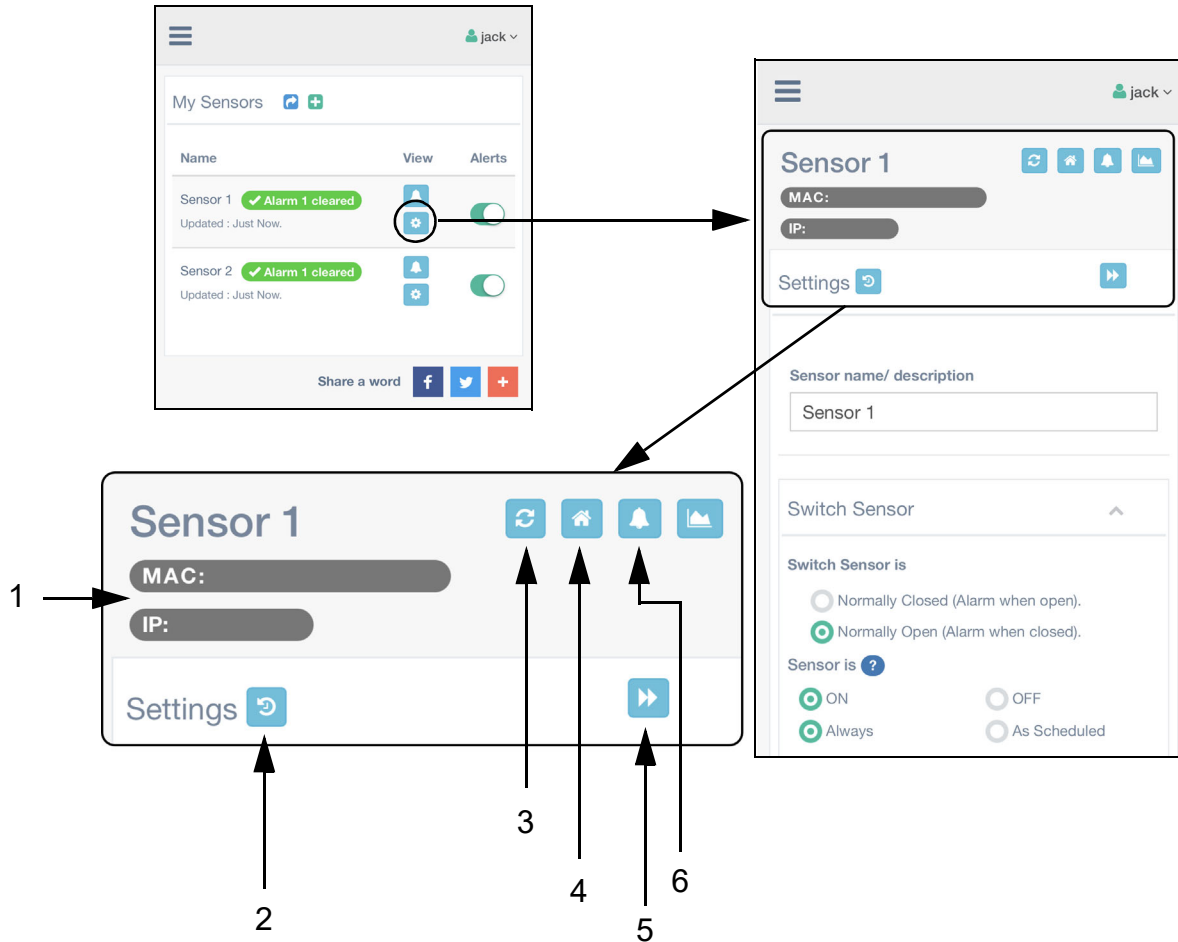 jack
My Sensors
Name View Alerts
Sensor 1 Alarm 1 cleared
Updated : Just Now.
Sensor 2 Alarm 1 cleared
Updated : Just Now.
Share a word f +
jack
Sensor 1
MAC:
IP:
Settings
Sensor name/ description
Sensor 1
Switch Sensor
Switch Sensor is
Normally Closed (Alarm when open).
Normally Open (Alarm when closed).
Sensor is ?
ON OFF
Always As Scheduled
Sensor 1
MAC:
IP:
Settings
1
2
3
4
5
6